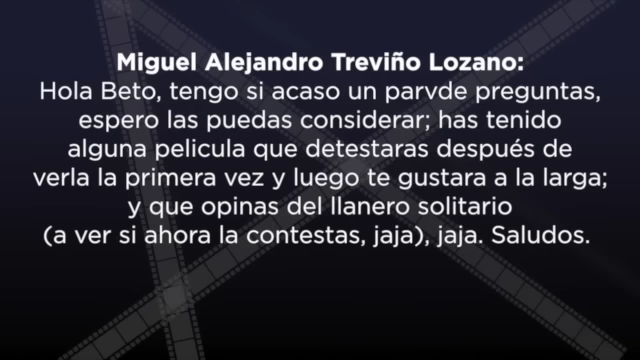 Miguel Alejandro Treviño Lozano:
Hola Beto, tengo si acaso un parvde preguntas,
espero las puedas considerar; has tenido
alguna pelicula que detestaras después de
verla la primera vez y luego te gustara a la larga;
y que opinas del llanero solitario
(a ver si ahora la contestas, jaja), jaja. Saludos.